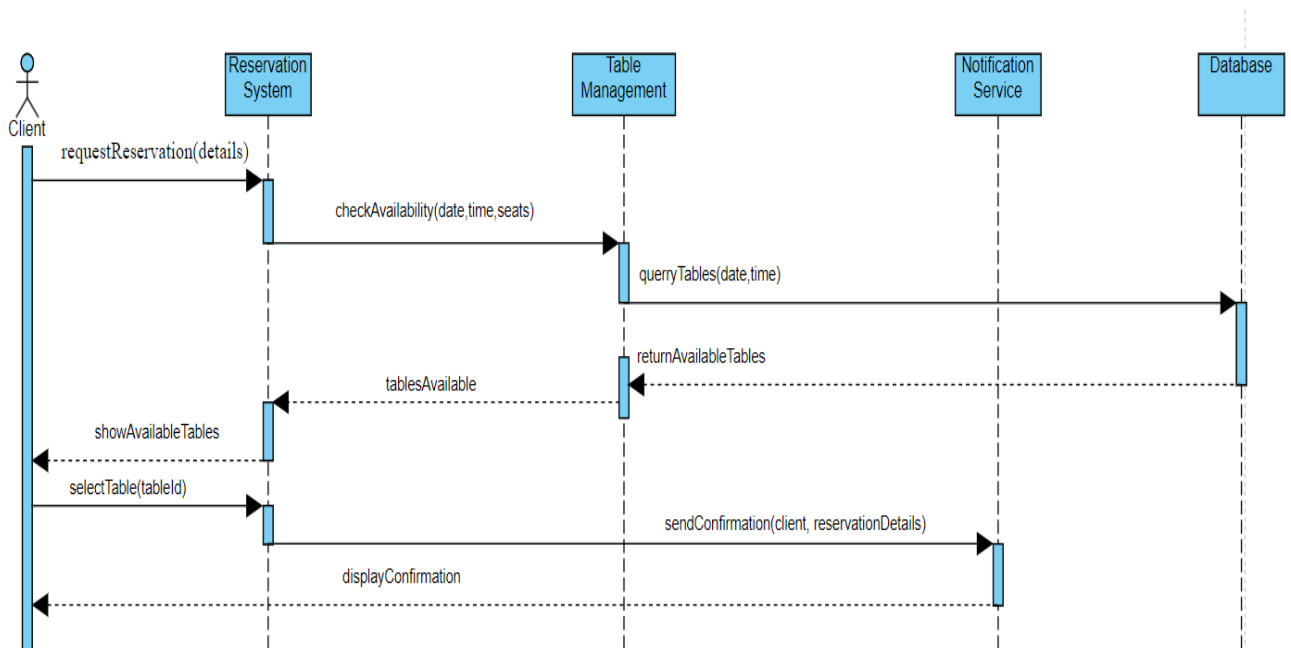 Reservation
System
Table
Management
Notification
Service
Database
Client
requestReservation(details)
checkAvailability(date,time,seats)
querryTables(date,time)
returnAvailableTables
tablesAvailable
showAvailableTables
selectTable(tableId)
sendConfirmation(client, reservationDetails)
displayConfirmation